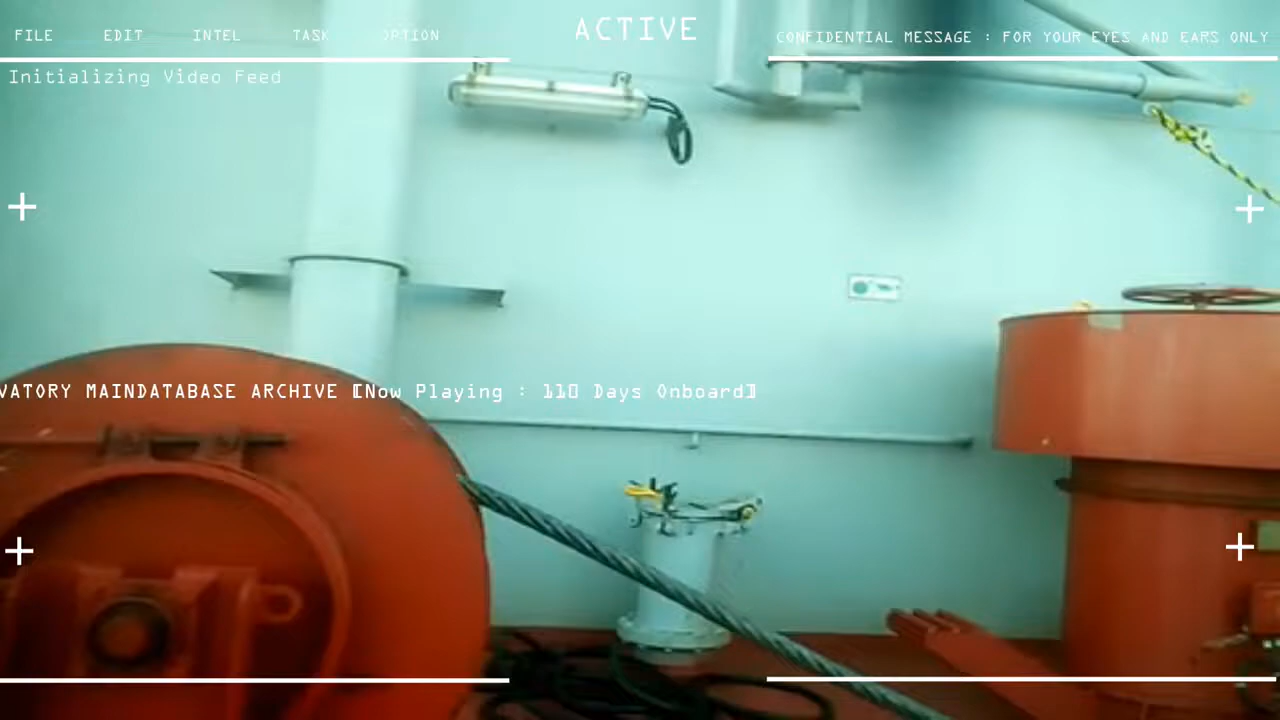 FILE EDIT INTEL TASK OPTION
ACTIVE
CONFIDENTIAL MESSAGE : FOR YOUR EYES AND EARS ONLY
Initializing Video Feed
VATORY MAINDATABASE ARCHIVE [Now Playing : 110 Days Onboard]